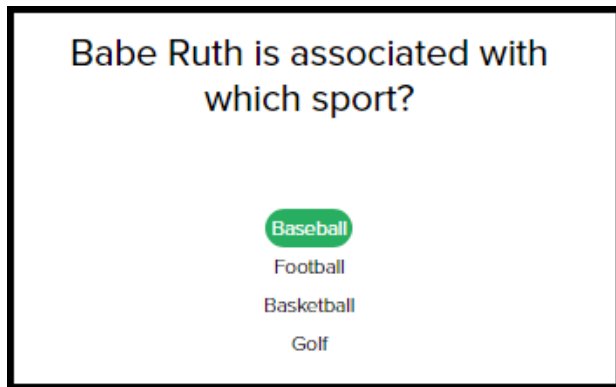 Babe Ruth is associated with
which sport?
Baseball
Football
Basketball
Golf